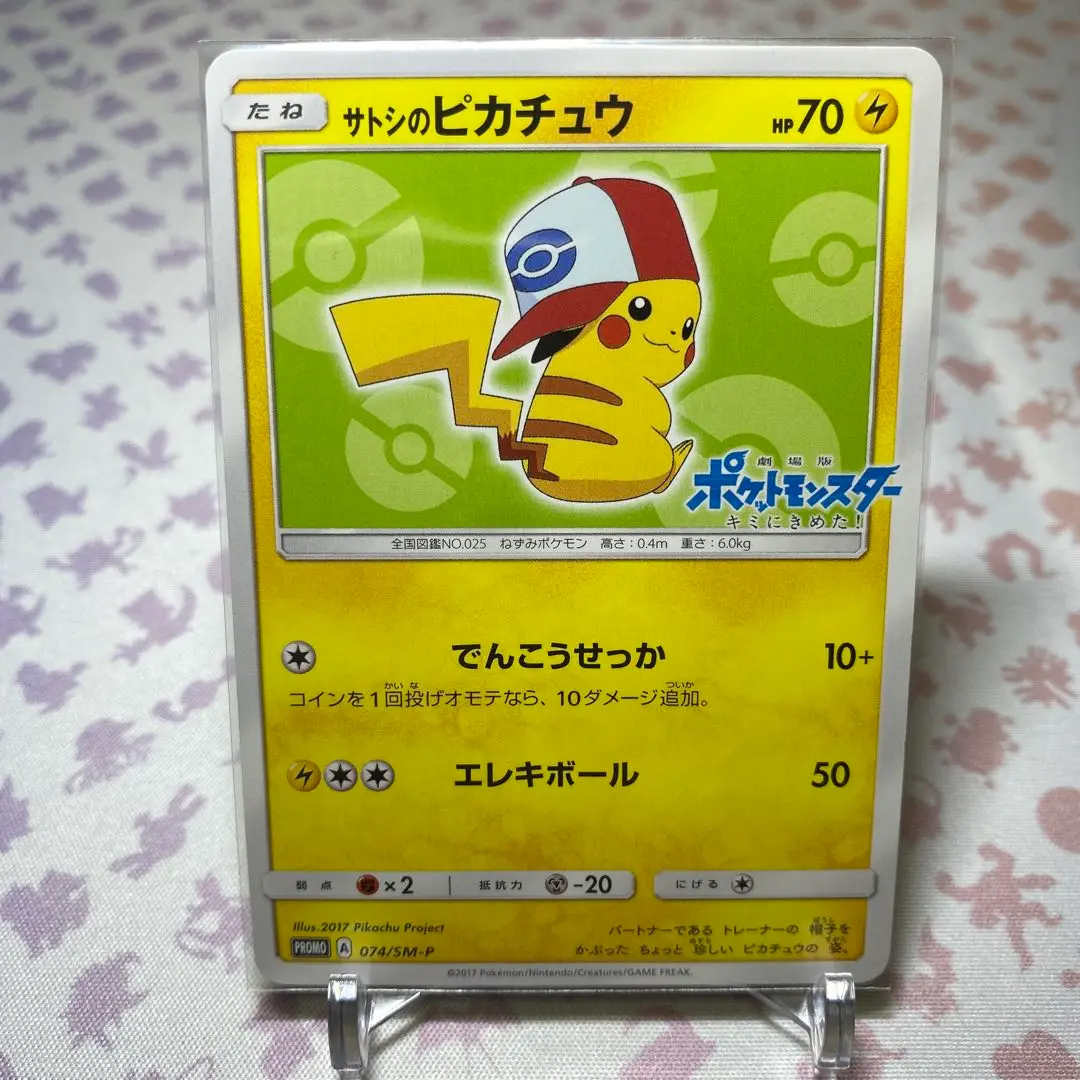 たね サトシのピカチュウ HP70
劇場版
ポケットモンスター
キミにきめた!
全国図鑑NO.025 ねずみポケモン 高さ:0.4m 重さ:6.0kg
でんこうせっか 10+
コインを1回投げオモテなら、10ダメージ追加。
エレキボール 50
弱点 ×2 抵抗力 -20 にげる
Illus.2017 Pikachu Project
PROMO A 074/SM-P
パートナーである トレーナーの 帽子を
かぶった ちょっと 珍しい ピカチュウの 姿。
©2017 Pokémon/Nintendo/Creatures/GAME FREAK.